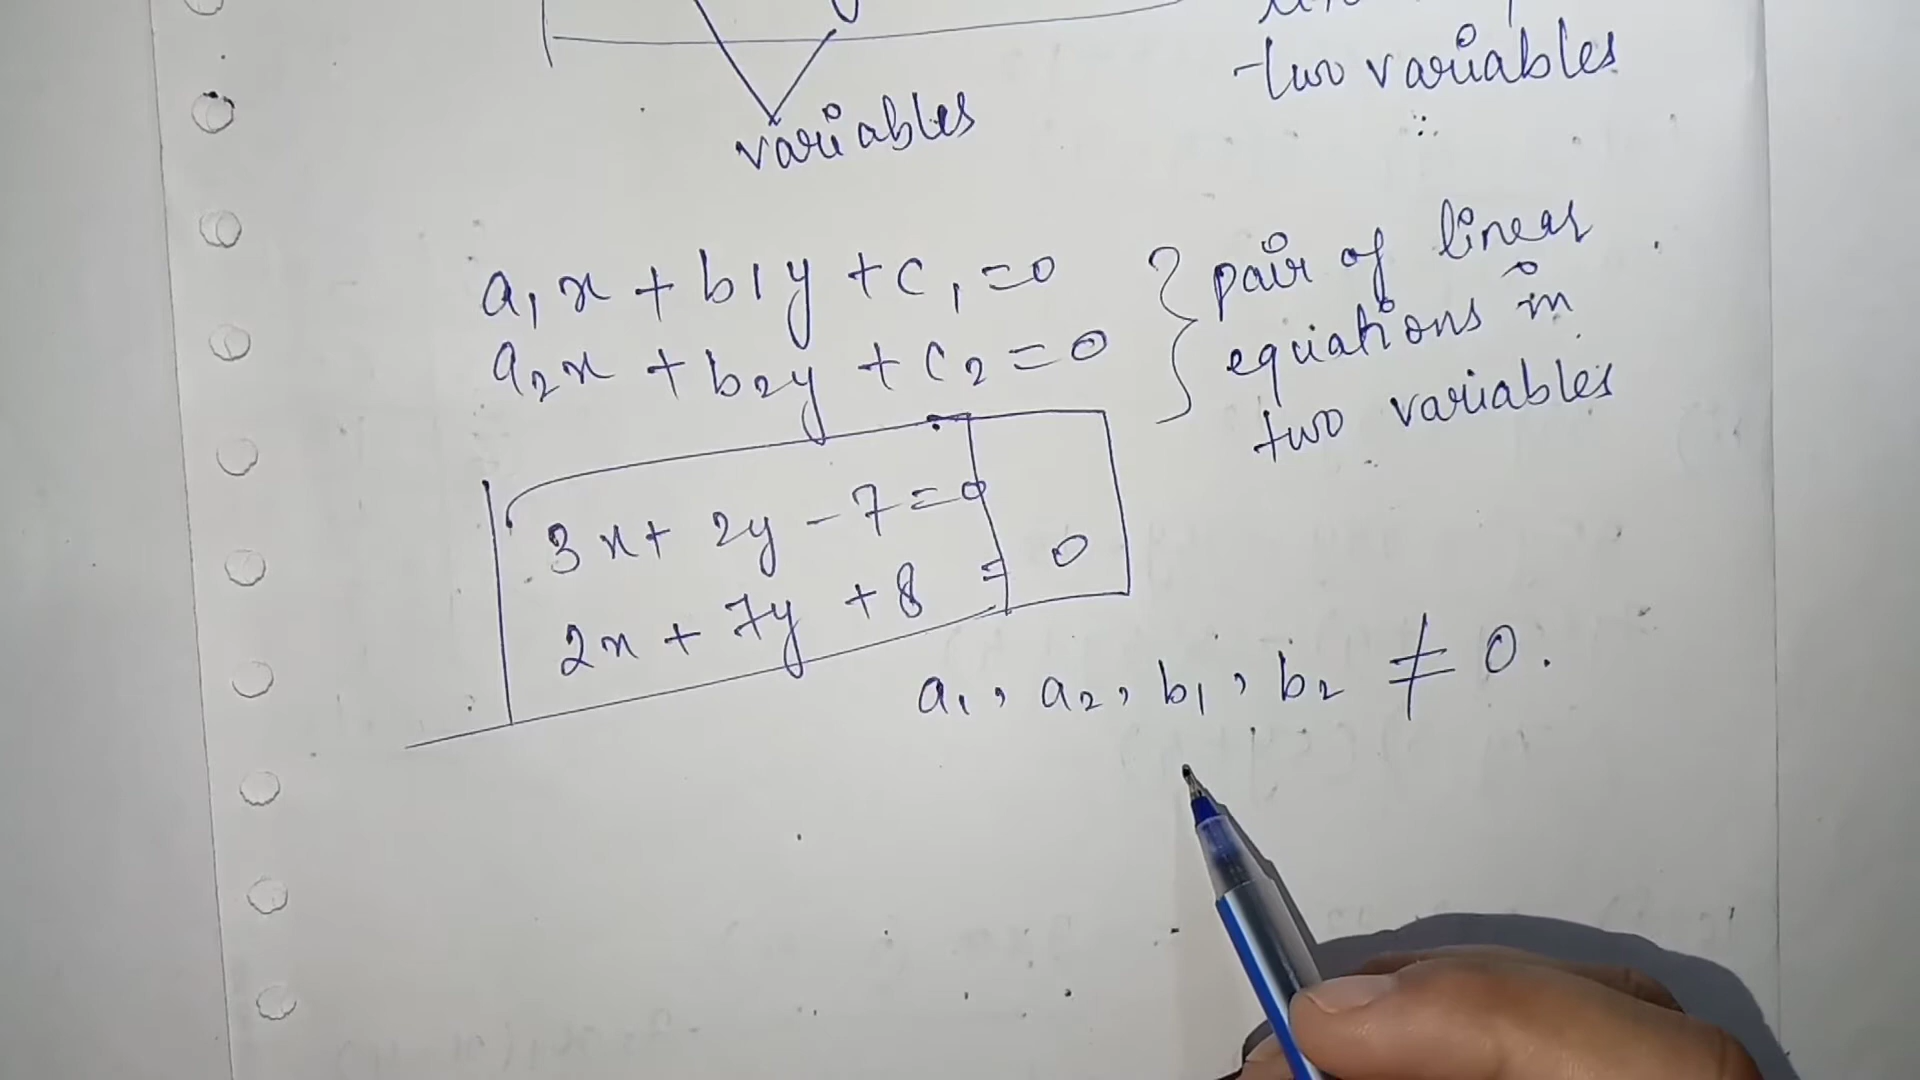 two variables
variables
a₁x + b1y + c₁ = 0
a₂x + b₂y + c₂ = 0
pair of linear
equations in
two variables
3x + 2y - 7 = 0
2x + 7y + 8 = 0
a₁, a₂, b₁, b₂ ≠ 0.